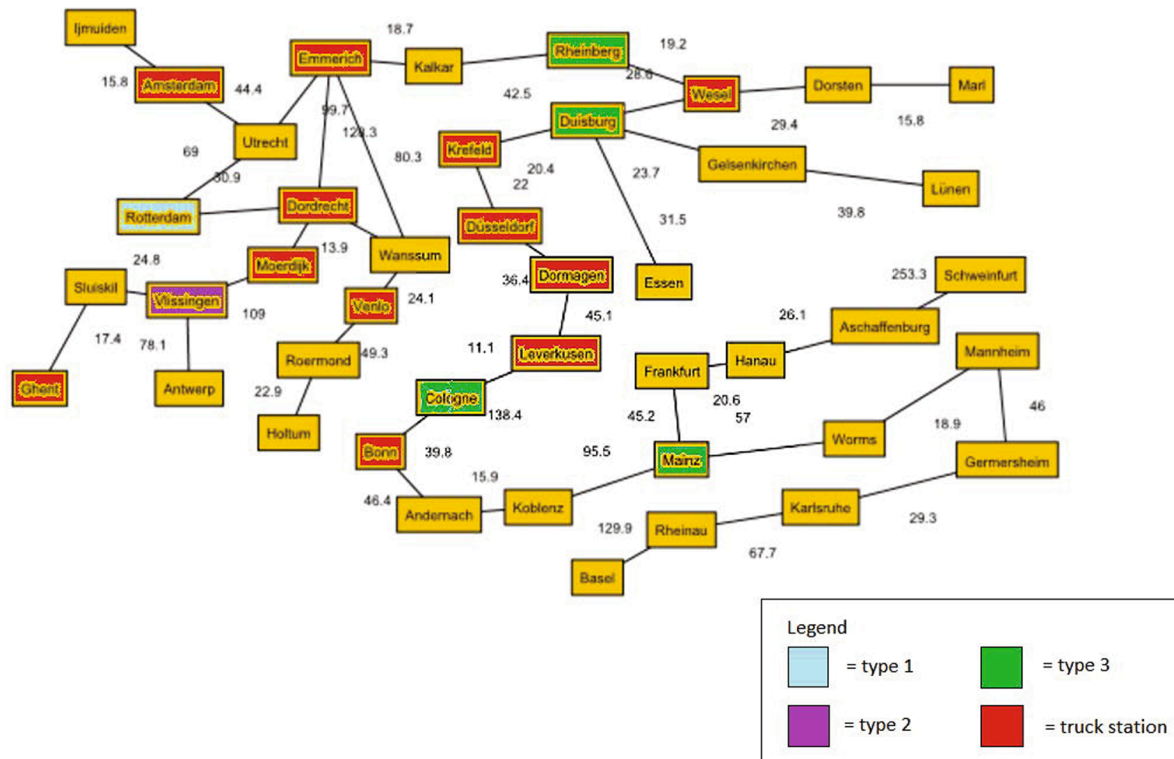 Ijmuiden
18.7
Emmerich
Rheinberg
19.2
Kalkar
28.6
15.8
Amsterdam
44.4
Wesel
Dorsten
Marl
42.5
99.7
Duisburg
128.3
29.4
15.8
Utrecht
Krefeld
69
80.3
20.4
23.7
Gelsenkirchen
30.9
22
Lünen
Rotterdam
Dordrecht
39.8
Düsseldorf
31.5
13.9
Wanssum
24.8
Moerdijk
Dormagen
253.3
Schweinfurt
Sluiskil
36.4
Essen
Vlissingen
24.1
Venlo
109
45.1
26.1
Aschaffenburg
17.4
78.1
49.3
11.1
Leverkusen
Mannheim
Roermond
Hanau
Frankfurt
Ghent
Antwerp
22.9
Cologne
138.4
20.6
45.2
57
46
18.9
Holtum
Worms
Bonn
39.8
95.5
Mainz
Germersheim
15.9
46.4
Andernach
Koblenz
Karlsruhe
129.9
Rheinau
29.3
67.7
Basel
Legend
= type 1
= type 3
= type 2
= truck station